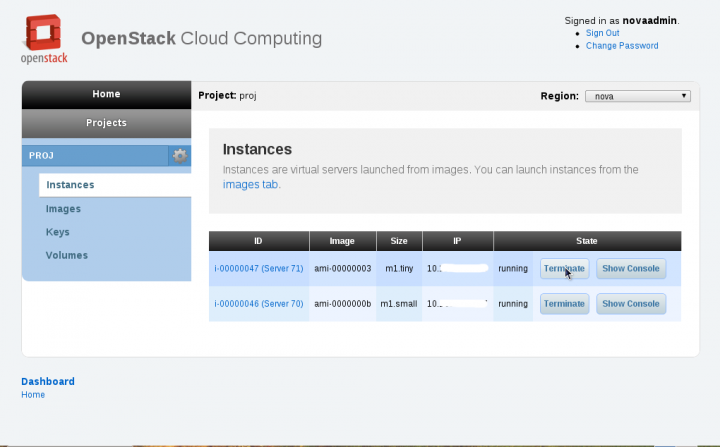 Signed in as novaadmin.
Sign Out
Change Password
openstack
OpenStack Cloud Computing
Home
Projects
PROJ
Instances
Images
Keys
Volumes
Project: proj
Region: nova
Instances
Instances are virtual servers launched from images. You can launch instances from the
images tab.
ID Image Size IP State
i-00000047 (Server 71) ami-00000003 m1.tiny 10. running Terminate Show Console
i-00000046 (Server 70) ami-0000000b m1.small 10. running Terminate Show Console
Dashboard
Home